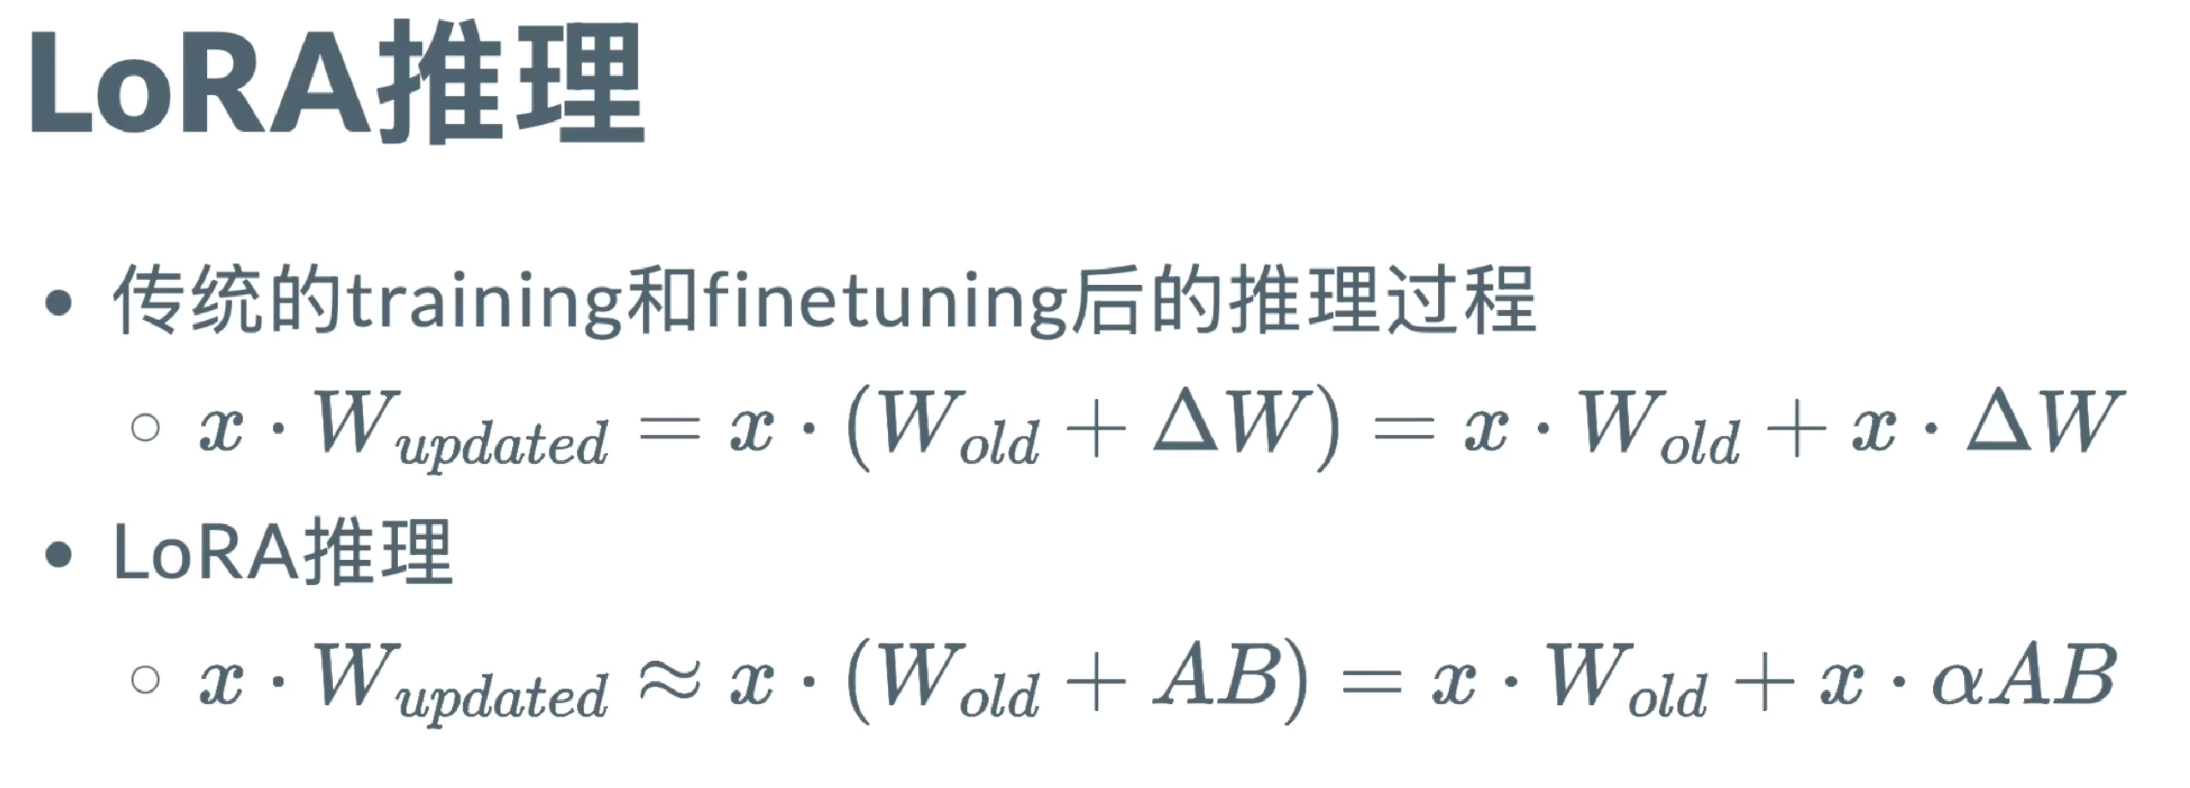 LoRA推理
• 传统的training和finetuning后的推理过程
○ $x \cdot W_{updated} = x \cdot (W_{old} + \Delta W) = x \cdot W_{old} + x \cdot \Delta W$
• LoRA推理
○ $x \cdot W_{updated} \approx x \cdot (W_{old} + AB) = x \cdot W_{old} + x \cdot \alpha AB$